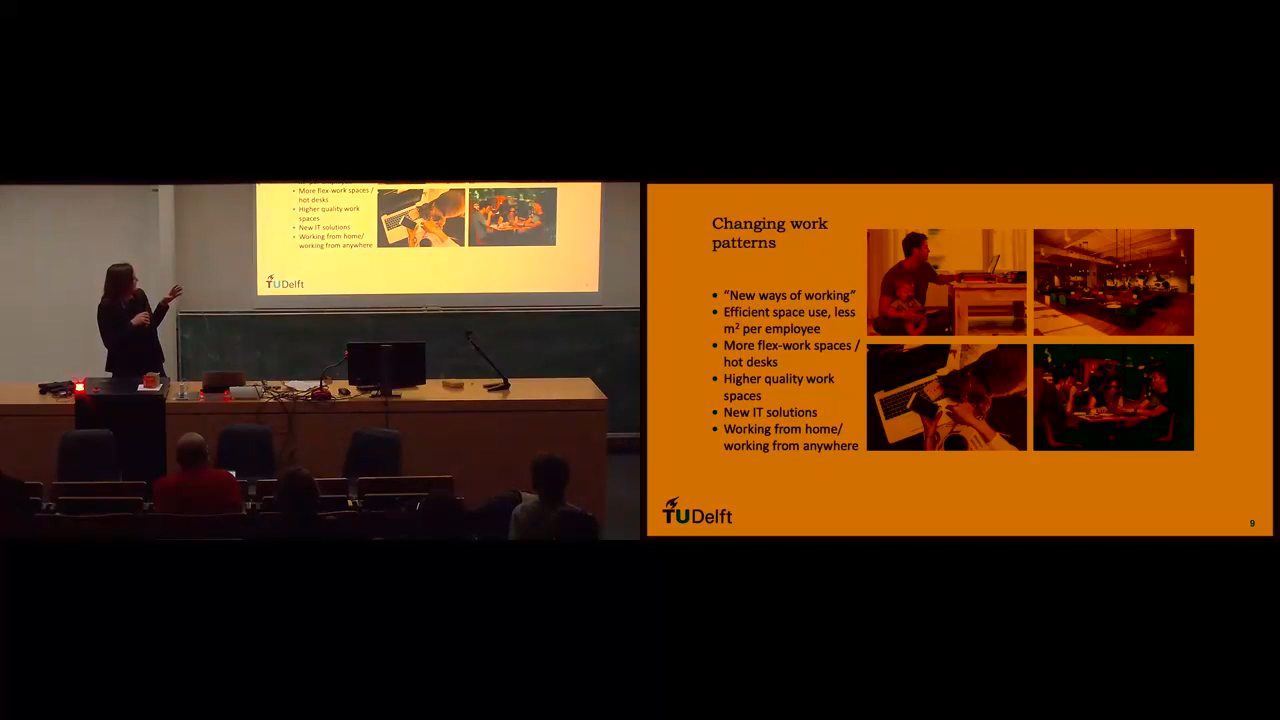 More flex-work spaces /
hot desks
Higher quality work
spaces
New IT solutions
Working from home/
working from anywhere
TUDelft
Changing work
patterns
• “New ways of working”
• Efficient space use, less
m² per employee
• More flex-work spaces /
hot desks
• Higher quality work
spaces
• New IT solutions
• Working from home/
working from anywhere
TUDelft
9